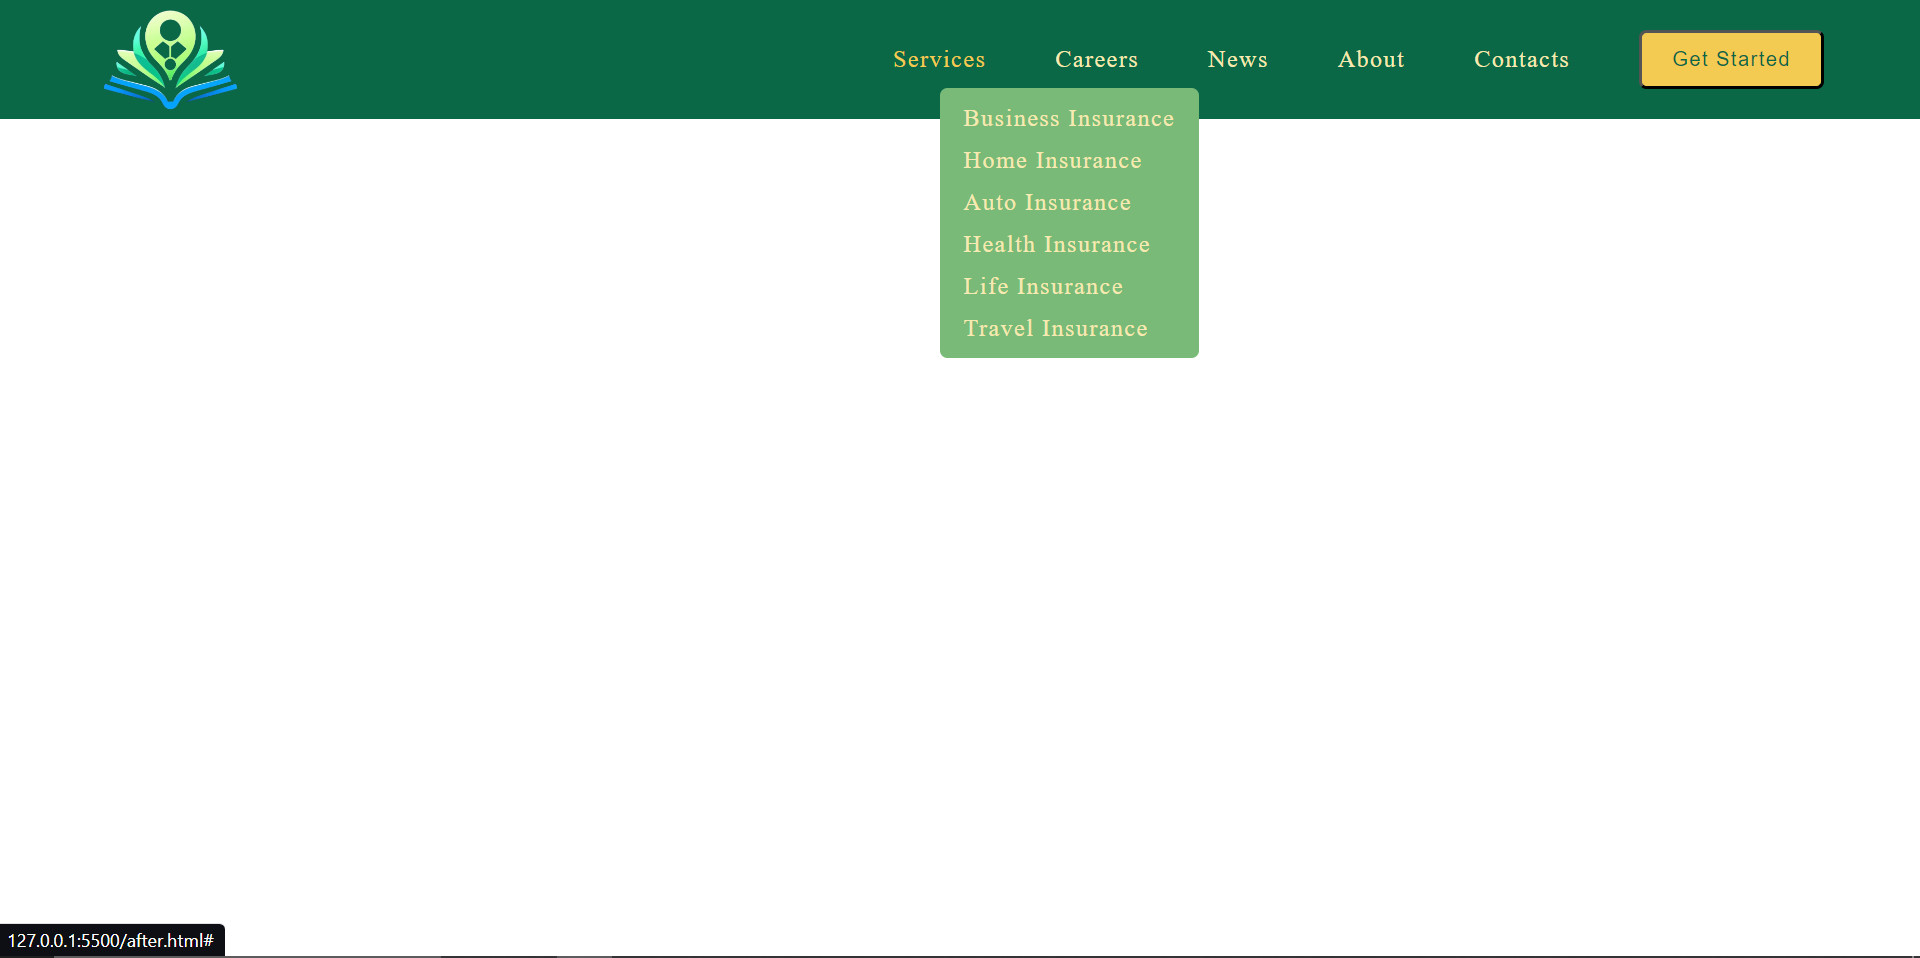 Services Careers News About Contacts Get Started
Business Insurance
Home Insurance
Auto Insurance
Health Insurance
Life Insurance
Travel Insurance
127.0.0.1:5500/after.html#